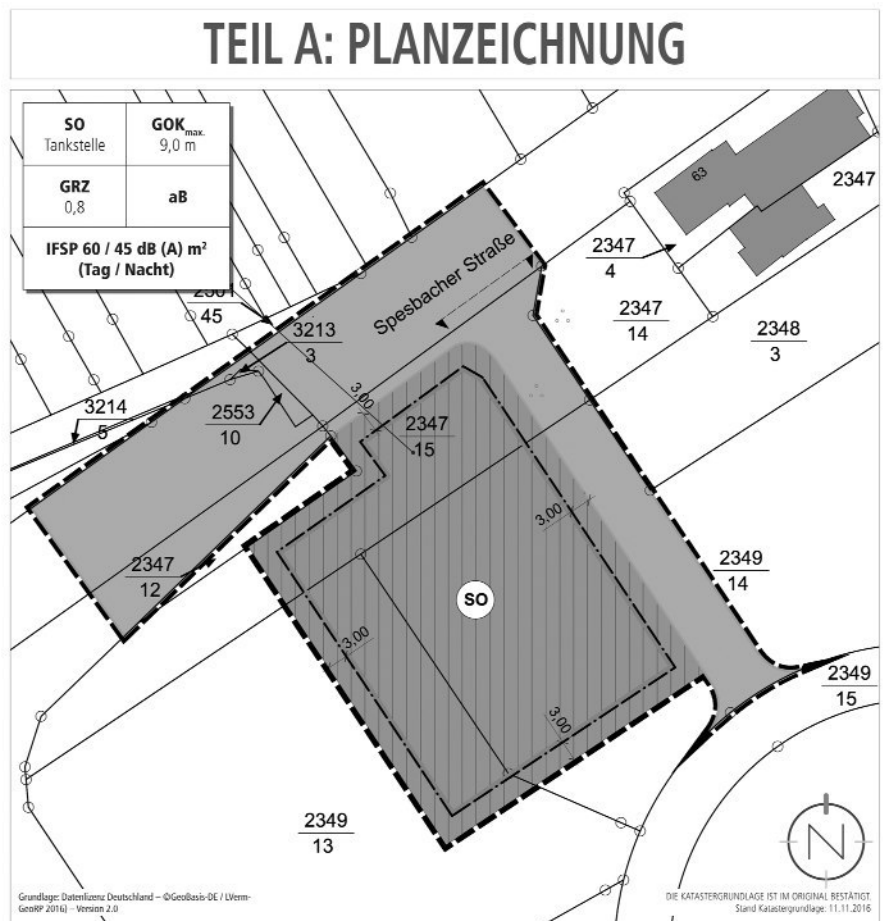 TEIL A: PLANZEICHNUNG
SO
Tankstelle
GOKmax.
9,0 m
GRZ
0,8
aB
IFSP 60 / 45 dB (A) m²
(Tag / Nacht)
63
2347
2347
4
Spesbacher Straße
45
3213
3
2347
14
2348
3
3214
5
2553
10
3,00
2347
15
3,00
2347
12
2349
14
SO
3,00
2349
15
3,00
2349
13
N
Grundlage: Datenlizenz Deutschland – ©GeoBasis-DE / LVerm-
GeoRP 2016) – Version 2.0
DIE KATASTERGRUNDLAGE IST IM ORIGINAL BESTÄTIGT.
Stand Katastergrundlage: 11.11.2016